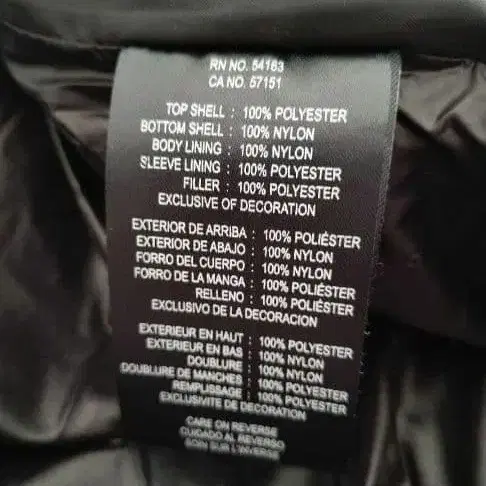 RN NO. 54163
CA NO. 57151
TOP SHELL : 100% POLYESTER
BOTTOM SHELL : 100% NYLON
BODY LINING : 100% NYLON
SLEEVE LINING : 100% POLYESTER
FILLER : 100% POLYESTER
EXCLUSIVE OF DECORATION
EXTERIOR DE ARRIBA : 100% POLIÉSTER
EXTERIOR DE ABAJO : 100% NYLON
FORRO DEL CUERPO : 100% NYLON
FORRO DE LA MANGA : 100% POLIÉSTER
RELLENO : 100% POLIÉSTER
EXCLUSIVO DE LA DECORACION
EXTERIEUR EN HAUT : 100% POLYESTER
EXTERIEUR EN BAS : 100% NYLON
DOUBLURE : 100% NYLON
DOUBLURE DE MANCHES : 100% POLYESTER
REMPLISSAGE : 100% POLYESTER
EXCLUSIVITE DE DECORATION
CARE ON REVERSE
CUIDADO AL REVERSO
SOIN SUR L'INVERSE